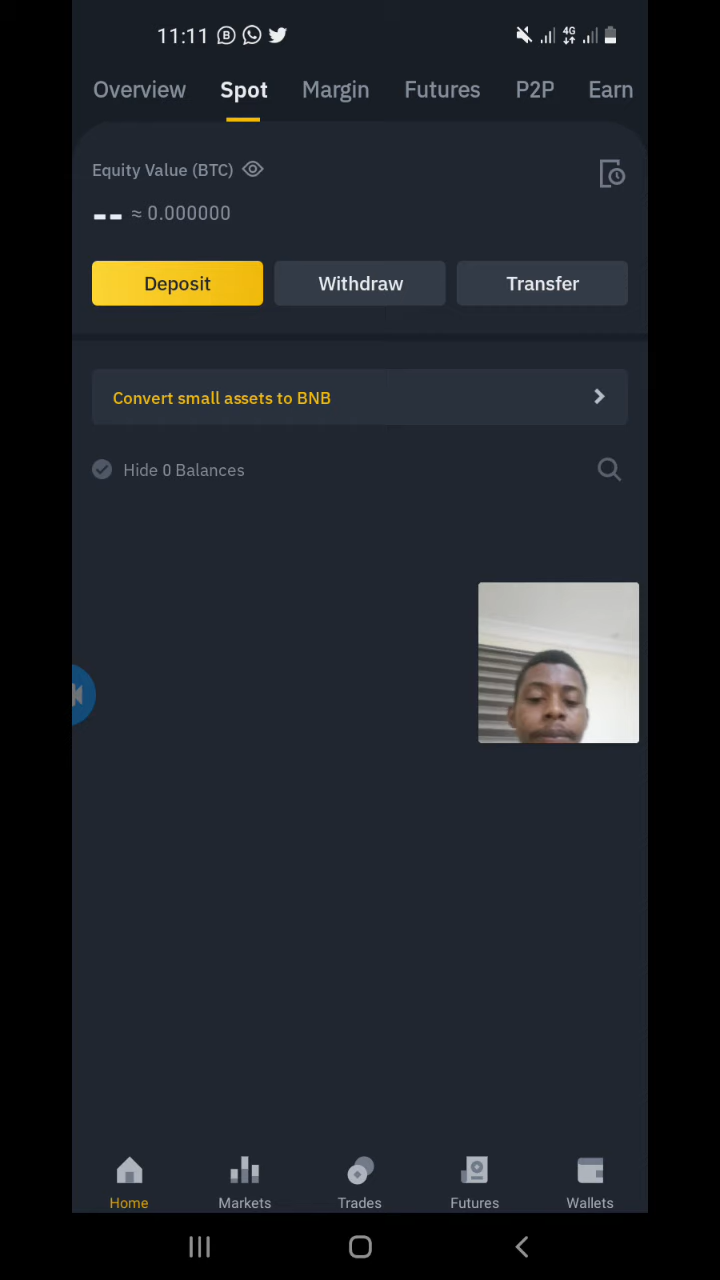 11:11
4G
Overview Spot Margin Futures P2P Earn
Equity Value (BTC)
-- ≈ 0.000000
Deposit Withdraw Transfer
Convert small assets to BNB
Hide 0 Balances
Home Markets Trades Futures Wallets